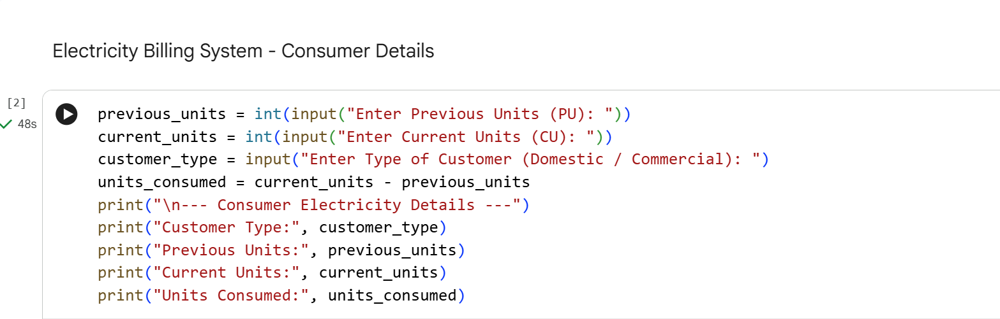 Electricity Billing System - Consumer Details
[2]
48s
previous_units = int(input("Enter Previous Units (PU): "))
current_units = int(input("Enter Current Units (CU): "))
customer_type = input("Enter Type of Customer (Domestic / Commercial): ")
units_consumed = current_units - previous_units
print("\n--- Consumer Electricity Details ---")
print("Customer Type:", customer_type)
print("Previous Units:", previous_units)
print("Current Units:", current_units)
print("Units Consumed:", units_consumed)